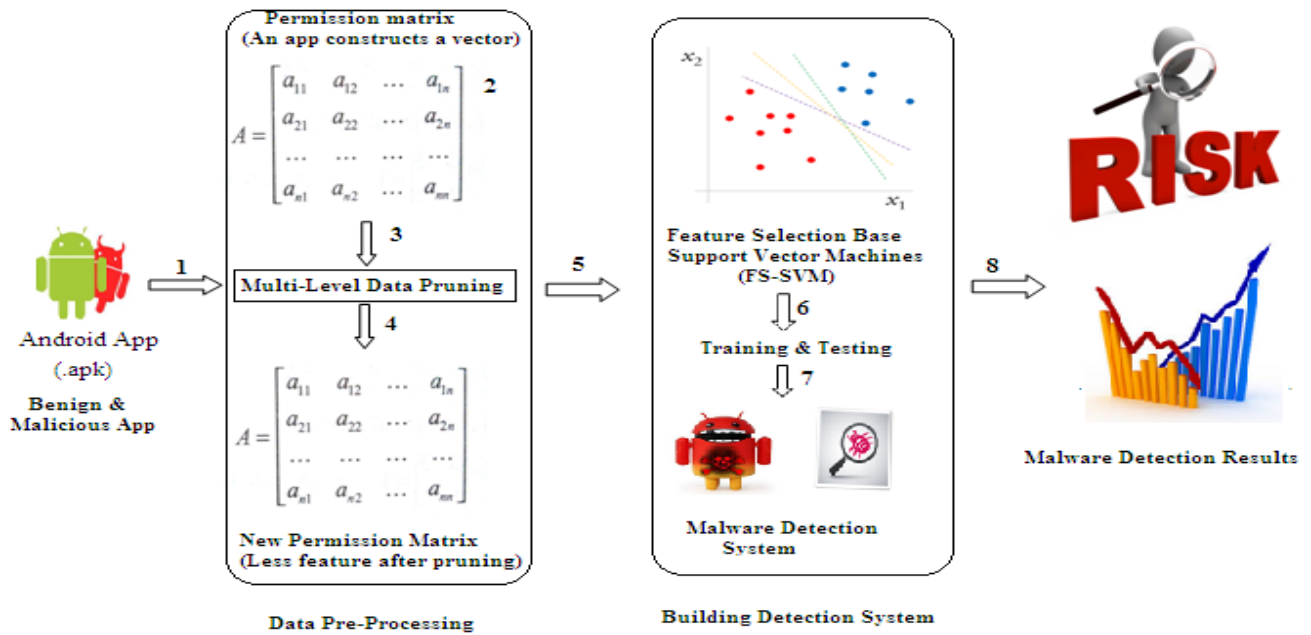 Permission matrix
(An app constructs a vector)
A = [ a11 a12 ... a1n
a21 a22 ... a2n
... ... ... ...
an1 an2 ... ann ]
2
3
1
Multi-Level Data Pruning
4
Android App
(.apk)
Benign &
Malicious App
A = [ a11 a12 ... a1n
a21 a22 ... a2n
... ... ... ...
an1 an2 ... ann ]
New Permission Matrix
(Less feature after pruning)
Data Pre-Processing
5
x2
x1
Feature Selection Base
Support Vector Machines
(FS-SVM)
6
Training & Testing
7
Malware Detection
System
Building Detection System
8
RISK
Malware Detection Results